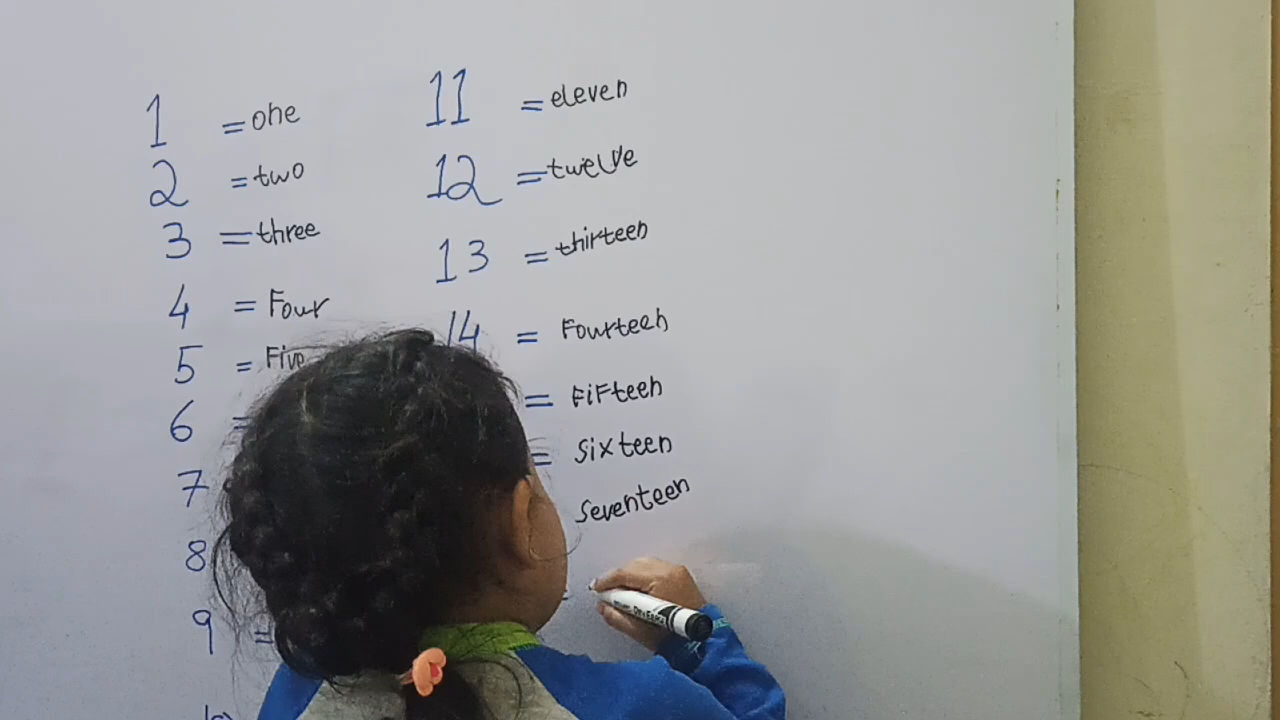 1 = one
2 = two
3 = three
4 = Four
5 = Five
6 =
7
8
9 =
11 = eleven
12 = twelve
13 = thirteen
14 = Fourteen
= FiFteen
= sixteen
seventeen